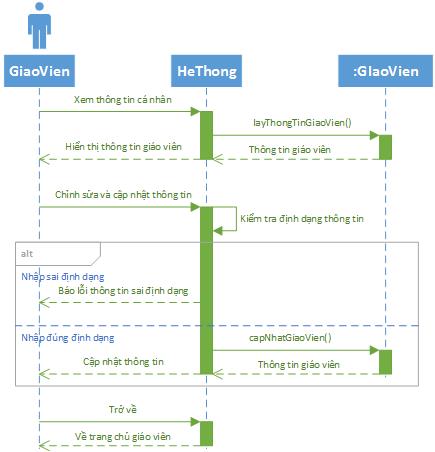 GiaoVien
HeThong
:GIaoVien
Xem thông tin cá nhân
layThongTinGiaoVien()
Hiển thị thông tin giáo viên
Thông tin giáo viên
Chỉnh sửa và cập nhật thông tin
Kiểm tra định dạng thông tin
alt
Nhập sai định dạng
Báo lỗi thông tin sai định dạng
Nhập đúng định dạng
capNhatGiaoVien()
Cập nhật thông tin
Thông tin giáo viên
Trở về
Về trang chủ giáo viên